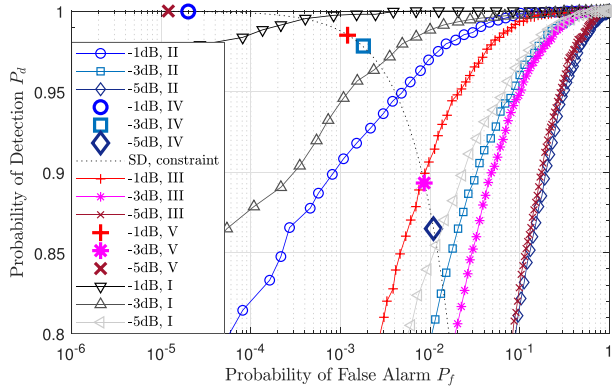 Probability of Detection P_d
1
0.95
0.9
0.85
0.8
-1dB, II
-3dB, II
-5dB, II
-1dB, IV
-3dB, IV
-5dB, IV
SD, constraint
-1dB, III
-3dB, III
-5dB, III
-1dB, V
-3dB, V
-5dB, V
-1dB, I
-3dB, I
-5dB, I
10^-6
10^-5
10^-4
10^-3
10^-2
10^-1
1
Probability of False Alarm P_f